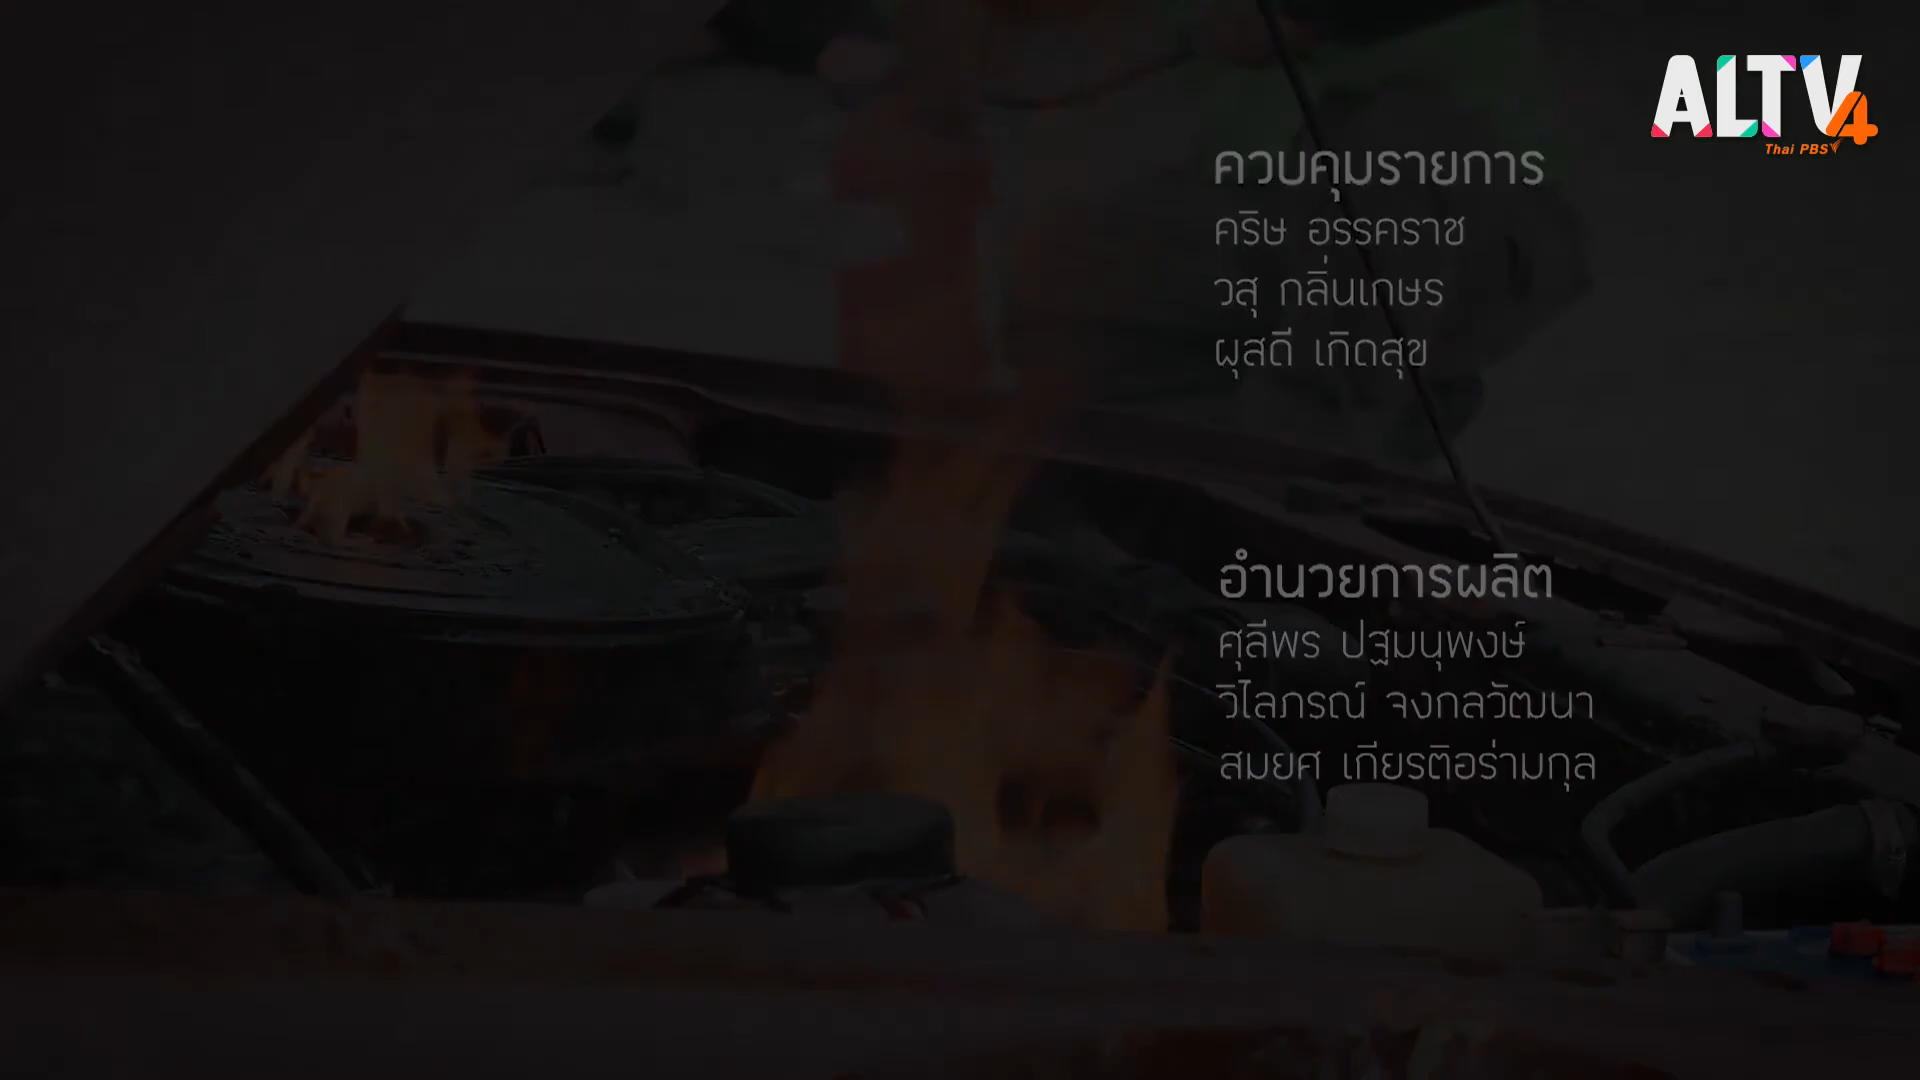 ALTV4
Thai PBS
ควบคุมรายการ
คริษ อรรคราช
วสุ กลิ่นเกษร
ผุสดี เกิดสุข
อำนวยการผลิต
ศุลีพร ปฐมนุพงษ์
วิไลภรณ์ จงกลวัฒนา
สมยศ เกียรติอร่ามกุล